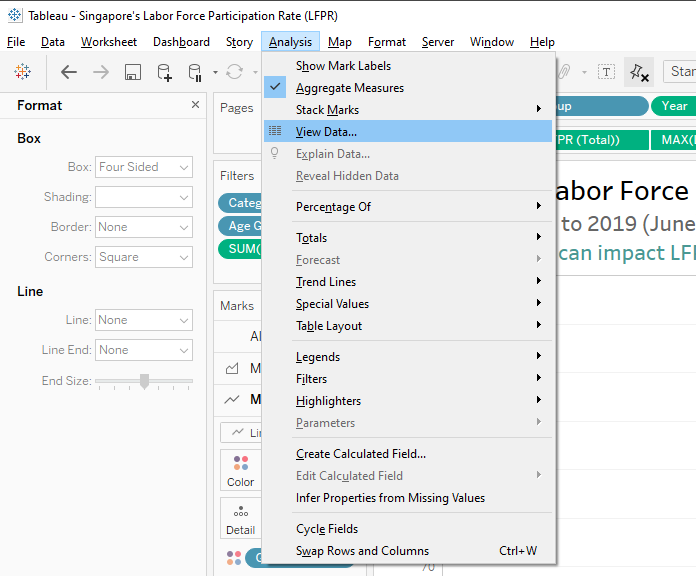 Tableau - Singapore's Labor Force Participation Rate (LFPR)
File Data Worksheet Dashboard Story Analysis Map Format Server Window Help
Format
Box
Box: Four Sided
Shading:
Border: None
Corners: Square
Line
Line: None
Line End: None
End Size:
Pages
Filters
Categ
Age G
SUM(
Marks
Al
M
M
Lin
Color
Detail
Show Mark Labels
Aggregate Measures
Stack Marks
View Data...
Explain Data...
Reveal Hidden Data
Percentage Of
Totals
Forecast
Trend Lines
Special Values
Table Layout
Legends
Filters
Highlighters
Parameters
Create Calculated Field...
Edit Calculated Field
Infer Properties from Missing Values
Cycle Fields
Swap Rows and Columns Ctrl+W
T
Stan
up Year
PR (Total)) MAX(
abor Force
to 2019 (June
can impact LF
70